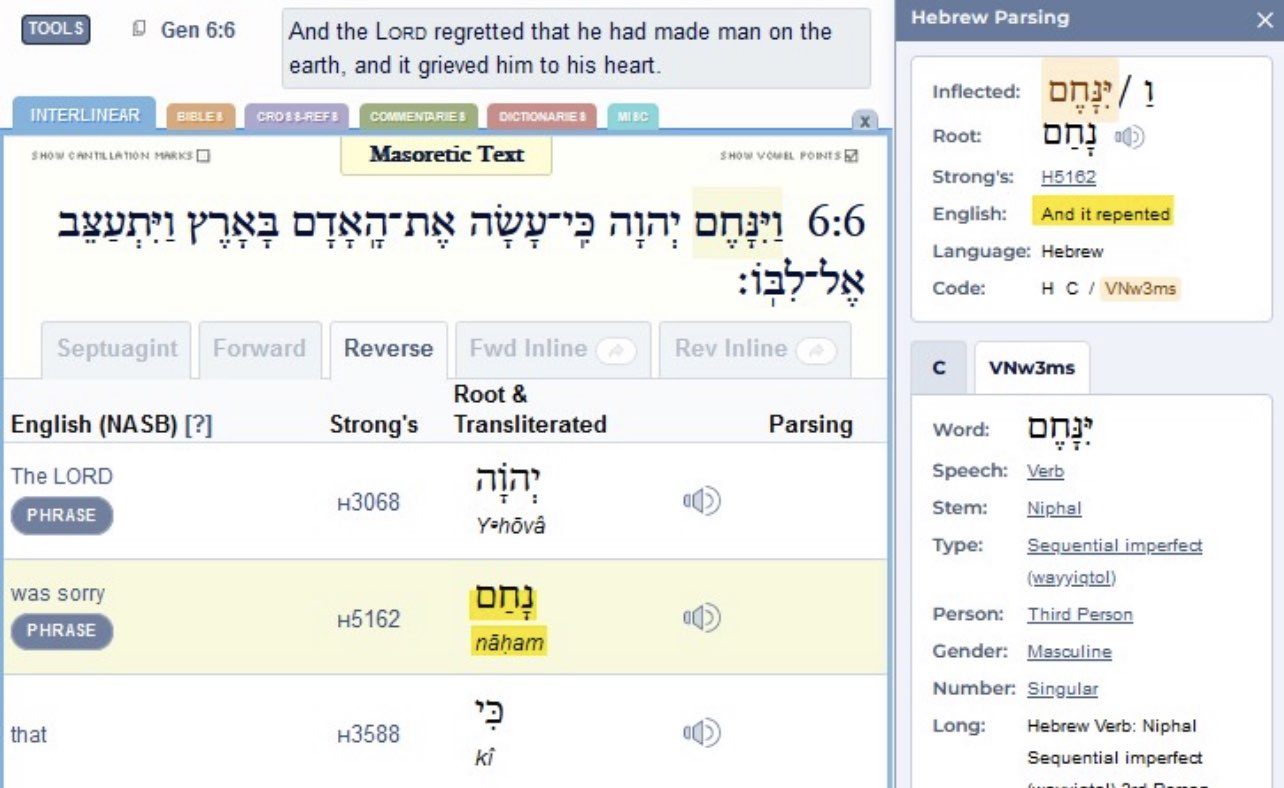 TOOLS
Gen 6:6
And the LORD regretted that he had made man on the
earth, and it grieved him to his heart.
INTERLINEAR
BIBLES
CROSS-REFS
COMMENTARIES
DICTIONARIES
MISC
X
SHOW CANTILLATION MARKS
Masoretic Text
SHOW VOWEL POINTS
6:6 וַיִּנָּחֶם יְהוָה כִּֽי־עָשָׂה אֶת־הָֽאָדָם בָּאָרֶץ וַיִּתְעַצֵּב
אֶל־לִבּֽוֹ׃
Septuagint
Forward
Reverse
Fwd Inline
Rev Inline
English (NASB) [?]
Strong's
Root &
Transliterated
Parsing
The LORD
PHRASE
H3068
יְהוָֹה
Yᵊhōvâ
was sorry
PHRASE
H5162
נָחַם
nāḥam
that
H3588
כִּי
kî
Hebrew Parsing
Inflected: וַ / יִּנָּחֶם
Root: נָחַם
Strong's: H5162
English: And it repented
Language: Hebrew
Code: H C / VNw3ms
C
VNw3ms
Word: יִּנָּחֶם
Speech: Verb
Stem: Niphal
Type: Sequential imperfect
(wayyiqtol)
Person: Third Person
Gender: Masculine
Number: Singular
Long: Hebrew Verb: Niphal
Sequential imperfect